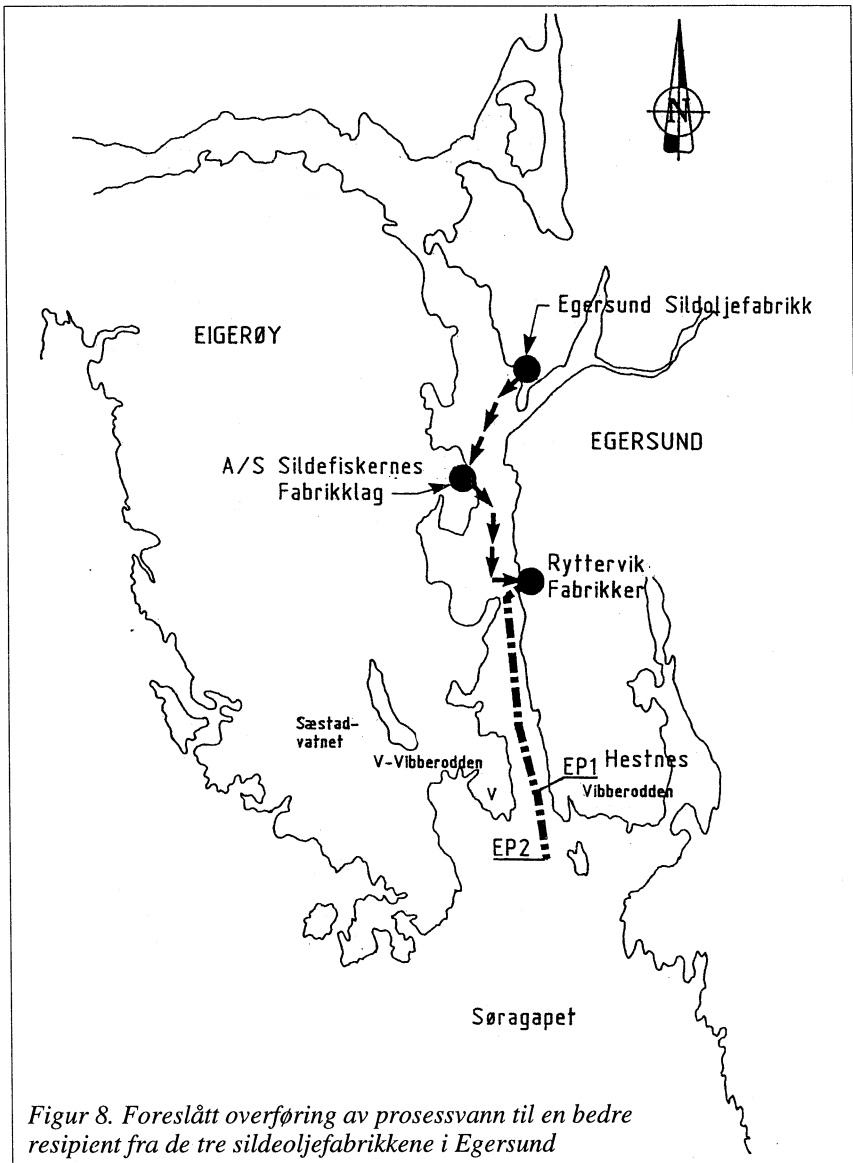 N
Egersund Sildoljefabrikk
EIGERØY
EGERSUND
A/S Sildefiskernes
Fabrikklag
Ryttervik
Fabrikker
Sæstad-
vatnet
V-Vibberodden
EP1 Hestnes
V
Vibberodden
EP2
Søragapet
Figur 8. Foreslått overføring av prosessvann til en bedre
resipient fra de tre sildeoljefabrikkene i Egersund